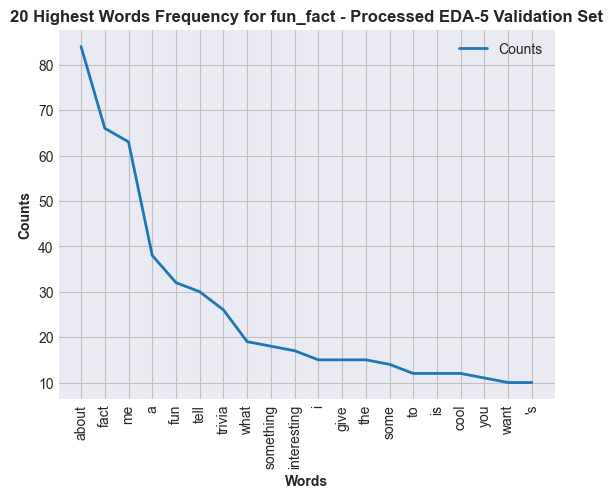 20 Highest Words Frequency for fun_fact - Processed EDA-5 Validation Set
Counts
80
70
60
50
40
30
20
10
Counts
about
fact
me
a
fun
tell
trivia
what
something
interesting
i
give
the
some
to
is
cool
you
want
's
Words